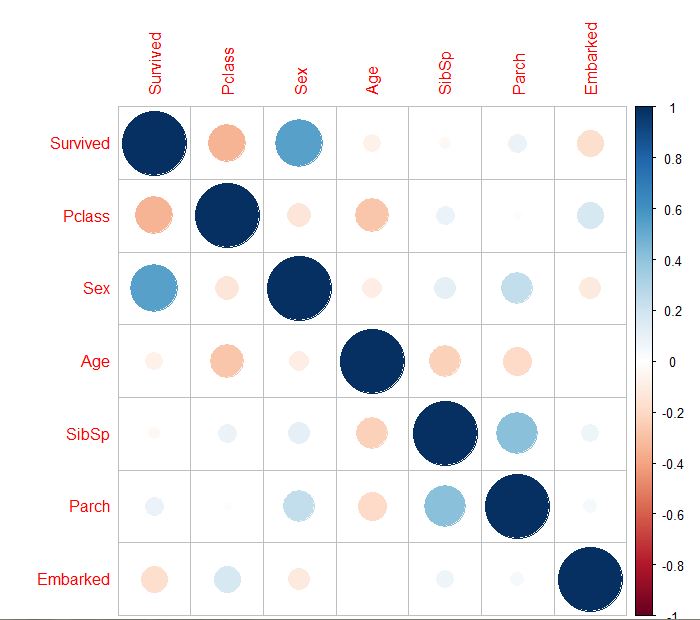 Survived
Pclass
Sex
Age
SibSp
Parch
Embarked
Survived
Pclass
Sex
Age
SibSp
Parch
Embarked
1
0.8
0.6
0.4
0.2
0
-0.2
-0.4
-0.6
-0.8
-1